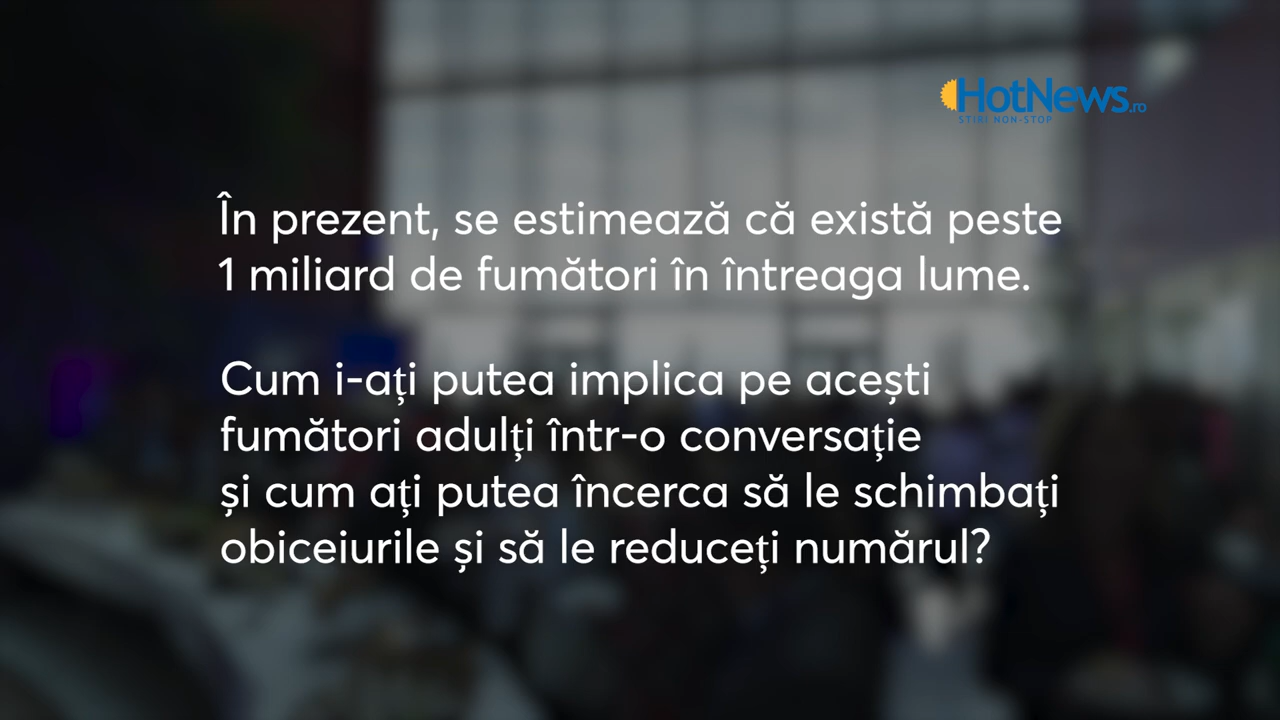 HotNews.ro
STIRI NON-STOP
În prezent, se estimează că există peste
1 miliard de fumători în întreaga lume.
Cum i-ați putea implica pe acești
fumători adulți într-o conversație
și cum ați putea încerca să le schimbați
obiceiurile și să le reduceți numărul?